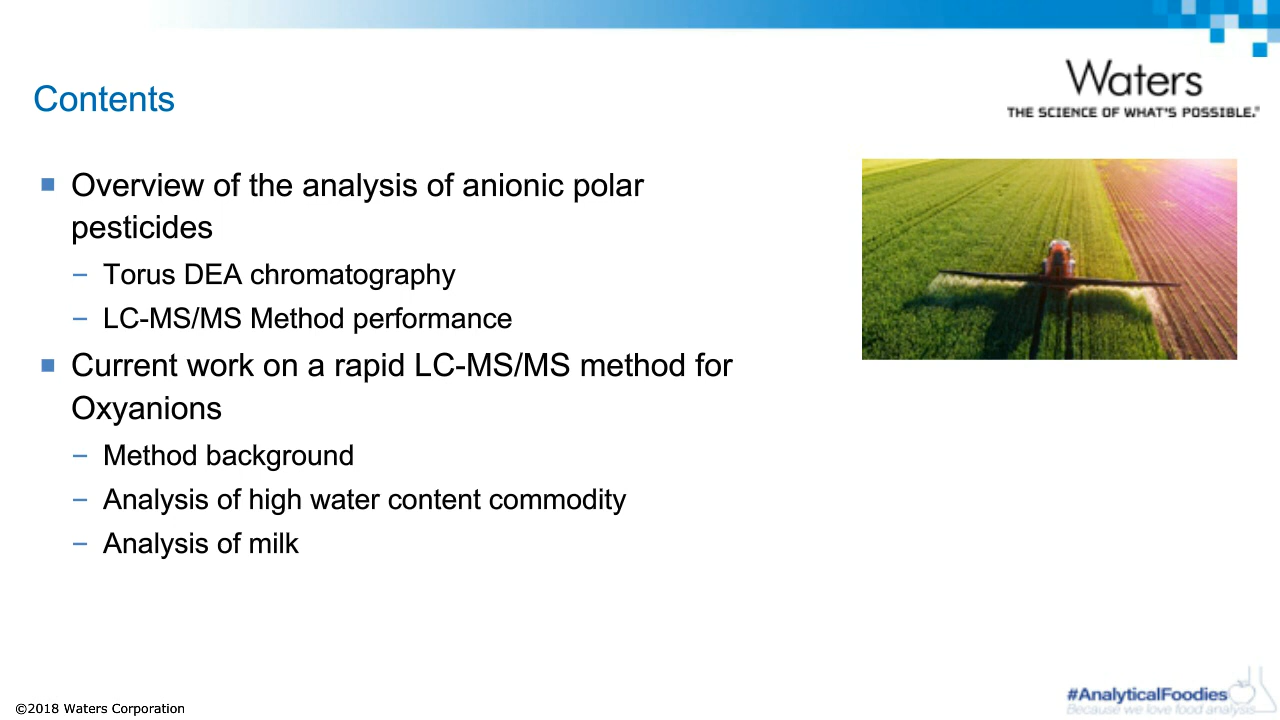 Waters
THE SCIENCE OF WHAT'S POSSIBLE.®
Contents
Overview of the analysis of anionic polar
pesticides
– Torus DEA chromatography
– LC-MS/MS Method performance
Current work on a rapid LC-MS/MS method for
Oxyanions
– Method background
– Analysis of high water content commodity
– Analysis of milk
©2018 Waters Corporation
#AnalyticalFoodies
Because we love food analysis